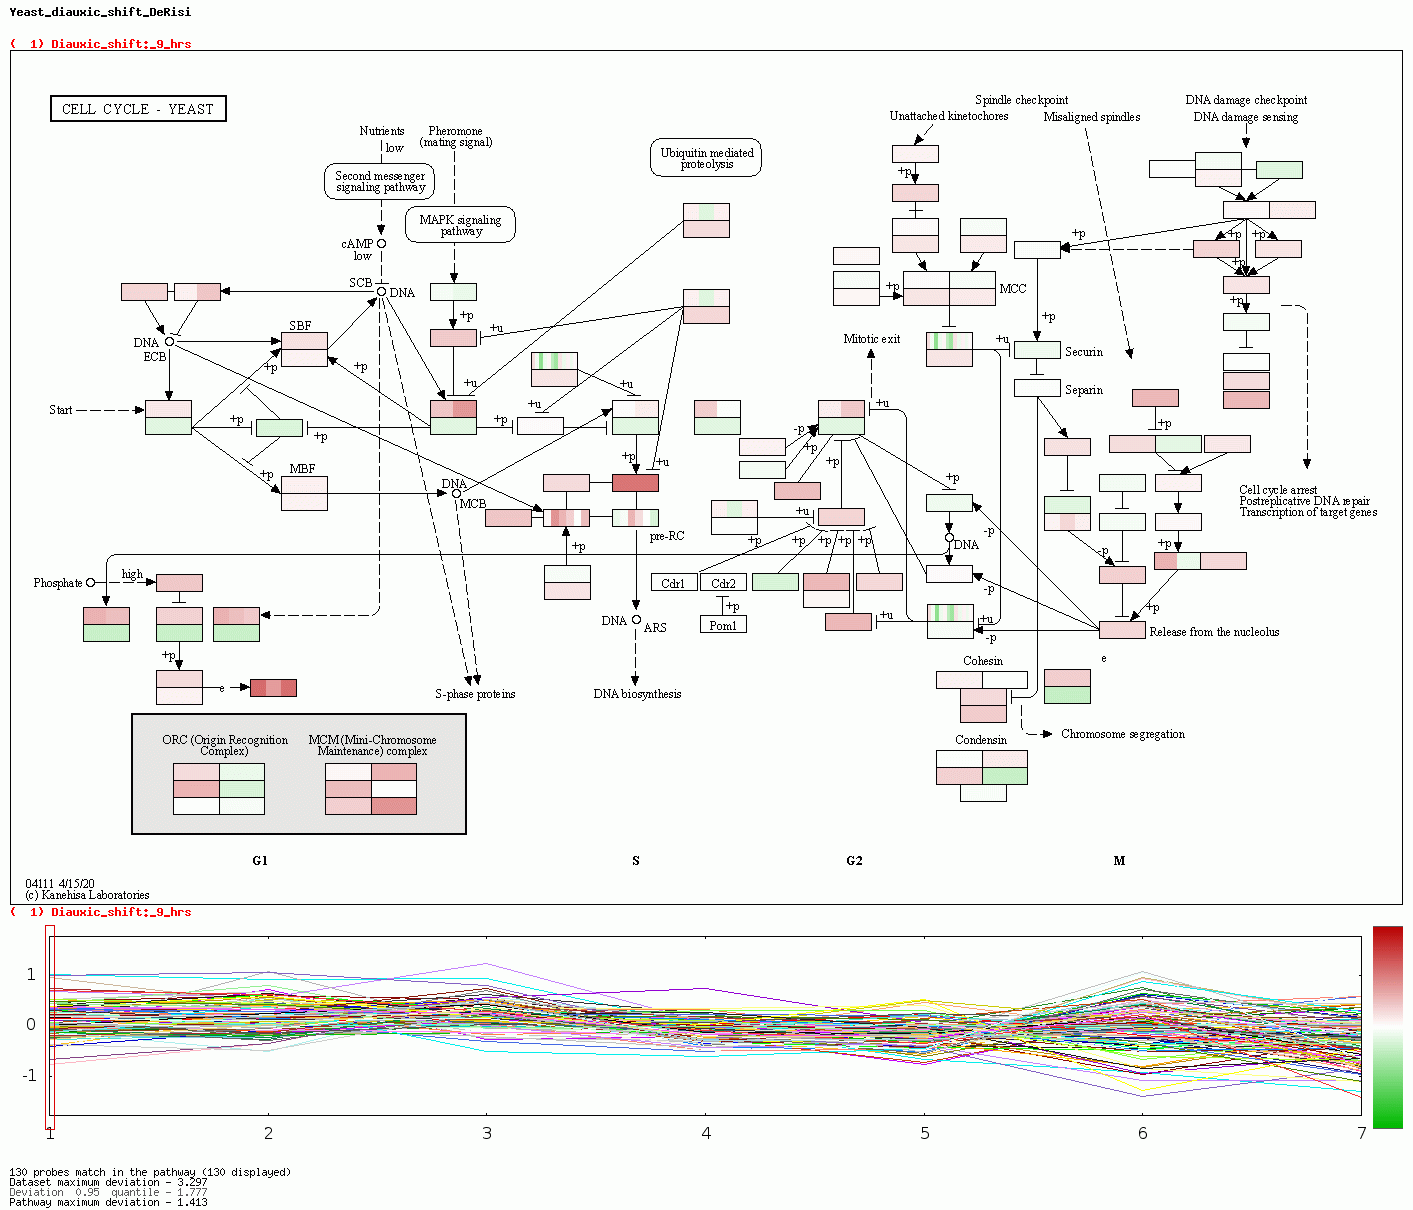 Yeast_diauxic_shift_DeRisi
( 1) Diauxic_shift:_9_hrs
CELL CYCLE - YEAST
Nutrients
low
Pheromone
(mating signal)
Second messenger
signaling pathway
MAPK signaling
pathway
Ubiquitin mediated
proteolysis
Spindle checkpoint
Unattached kinetochores
Misaligned spindles
DNA damage checkpoint
DNA damage sensing
cAMP
low
SCB
DNA
+p
+p
+p
+p
+p
+p
MCC
+p
+p
+p
DNA
ECB
SBF
+p
+u
+p
+p
+u
+u
+u
Mitotic exit
+u
Securin
Separin
Start
+p
+p
+p
+p
+u
-p
+p
+u
+p
MBF
DNA
MCB
+p
+u
+p
+p
pre-RC
+u
+p
+p
+p
+p
+p
DNA
-p
-p
+p
Cell cycle arrest
Postreplicative DNA repair
Transcription of target genes
Phosphate
high
+p
Cdr1
Cdr2
+p
Pom1
DNA
ARS
+u
+u
-p
+p
Release from the nucleolus
e
+p
e
S-phase proteins
DNA biosynthesis
Cohesin
Chromosome segregation
Condensin
ORC (Origin Recognition
Complex)
MCM (Mini-Chromosome
Maintenance) complex
G1
S
G2
M
04111 4/15/20
(c) Kanehisa Laboratories
( 1) Diauxic_shift:_9_hrs
1
0
-1
1
2
3
4
5
6
7
130 probes match in the pathway (130 displayed)
Dataset maximum deviation - 3.297
Deviation 0.95 quantile - 1.777
Pathway maximum deviation - 1.413